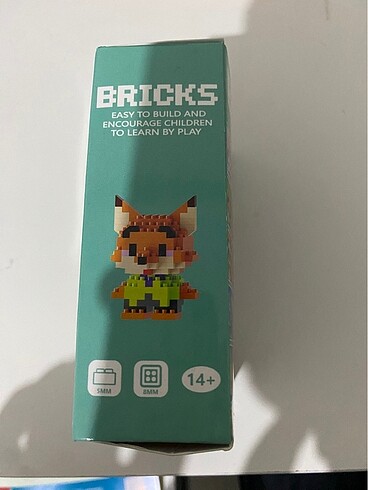 BRICKS
EASY TO BUILD AND
ENCOURAGE CHILDREN
TO LEARN BY PLAY
5MM
8MM
14+